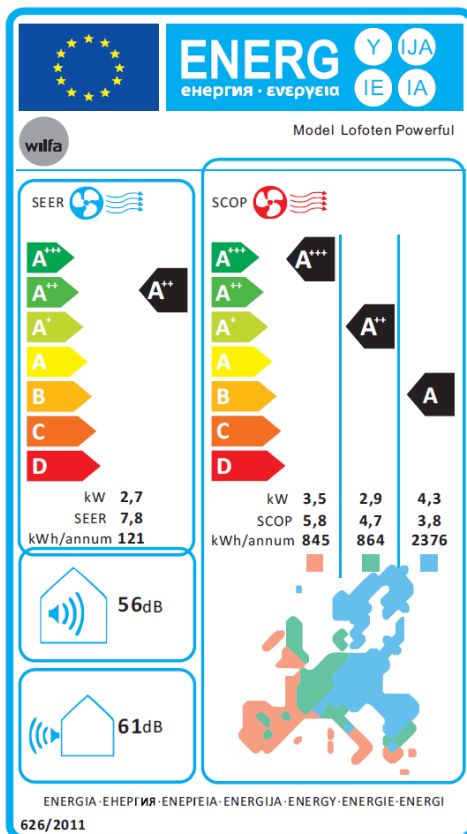 ENERG
енергия · ενεργεια
Y IJA
IE IA
wilfa
Model Lofoten Powerful
SEER
SCOP
A+++
A++
A+
A
B
C
D
A++
kW 2,7
SEER 7,8
kWh/annum 121
A+++
A++
A+
A
B
C
D
A+++
A++
A
kW 3,5 2,9 4,3
SCOP 5,8 4,7 3,8
kWh/annum 845 864 2376
56dB
61dB
ENERGIA·ЕНЕРГИЯ·ΕΝΕΡΓΕΙΑ·ENERGIJA·ENERGY·ENERGIE·ENERGI
626/2011